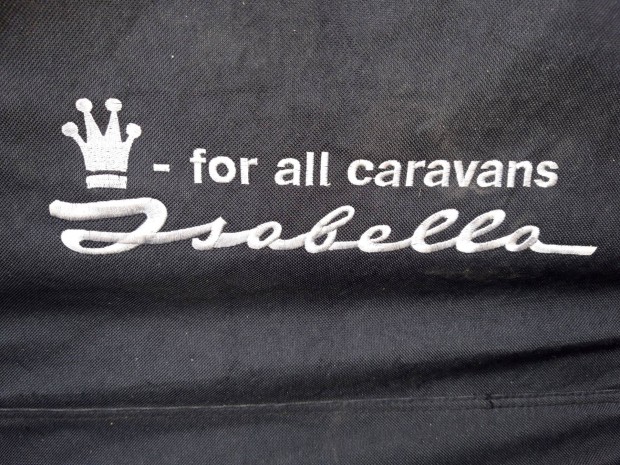 - for all caravans
Isabella